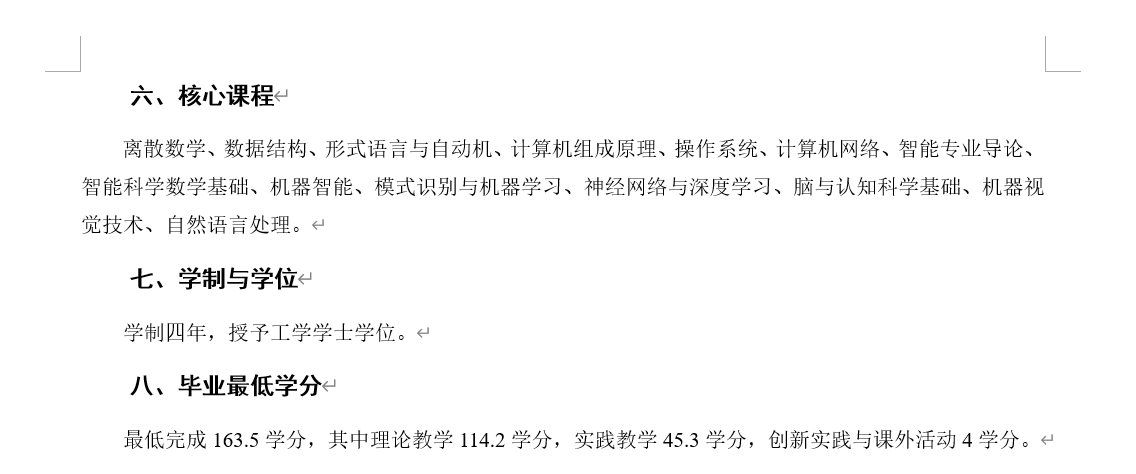 六、核心课程
离散数学、数据结构、形式语言与自动机、计算机组成原理、操作系统、计算机网络、智能专业导论、
智能科学数学基础、机器智能、模式识别与机器学习、神经网络与深度学习、脑与认知科学基础、机器视
觉技术、自然语言处理。
七、学制与学位
学制四年，授予工学学士学位。
八、毕业最低学分
最低完成 163.5 学分，其中理论教学 114.2 学分，实践教学 45.3 学分，创新实践与课外活动 4 学分。